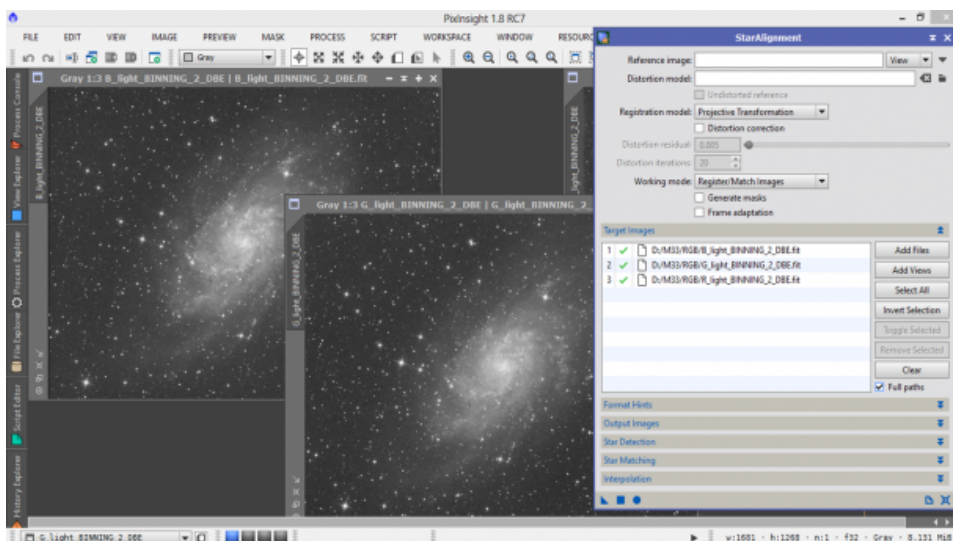 PixInsight 1.8 RC7
FILE EDIT VIEW IMAGE PREVIEW MASK PROCESS SCRIPT WORKSPACE WINDOW
Gray
Process Console
View Explorer
Process Explorer
File Explorer
Script Editor
History Explorer
Gray 1:3 B_light_BINNING_2_DBE | B_light_BINNING_2_DBE.fit
B_light_BINNING_2_DBE
Gray 1:3 G_light_BINNING_2_DBE | G_light_BINNING_2
G_light_BINNING_2_DBE
StarAlignment
Reference image: View
Distortion model:
Undistorted reference
Registration model: Projective Transformation
Distortion correction
Distortion residual: 0.005
Distortion iterations: 20
Working mode: Register/Match Images
Generate masks
Frame adaptation
Target Images
1 D:/M33/RGB/B_light_BINNING_2_DBE.fit
2 D:/M33/RGB/G_light_BINNING_2_DBE.fit
3 D:/M33/RGB/R_light_BINNING_2_DBE.fit
Add Files
Add Views
Select All
Invert Selection
Toggle Selected
Remove Selected
Clear
Full paths
Format Hints
Output Images
Star Detection
Star Matching
Interpolation
G_light_BINNING_2_DBE
w:1681 · h:1268 · n:1 · f32 · Gray · 8.131 MiB